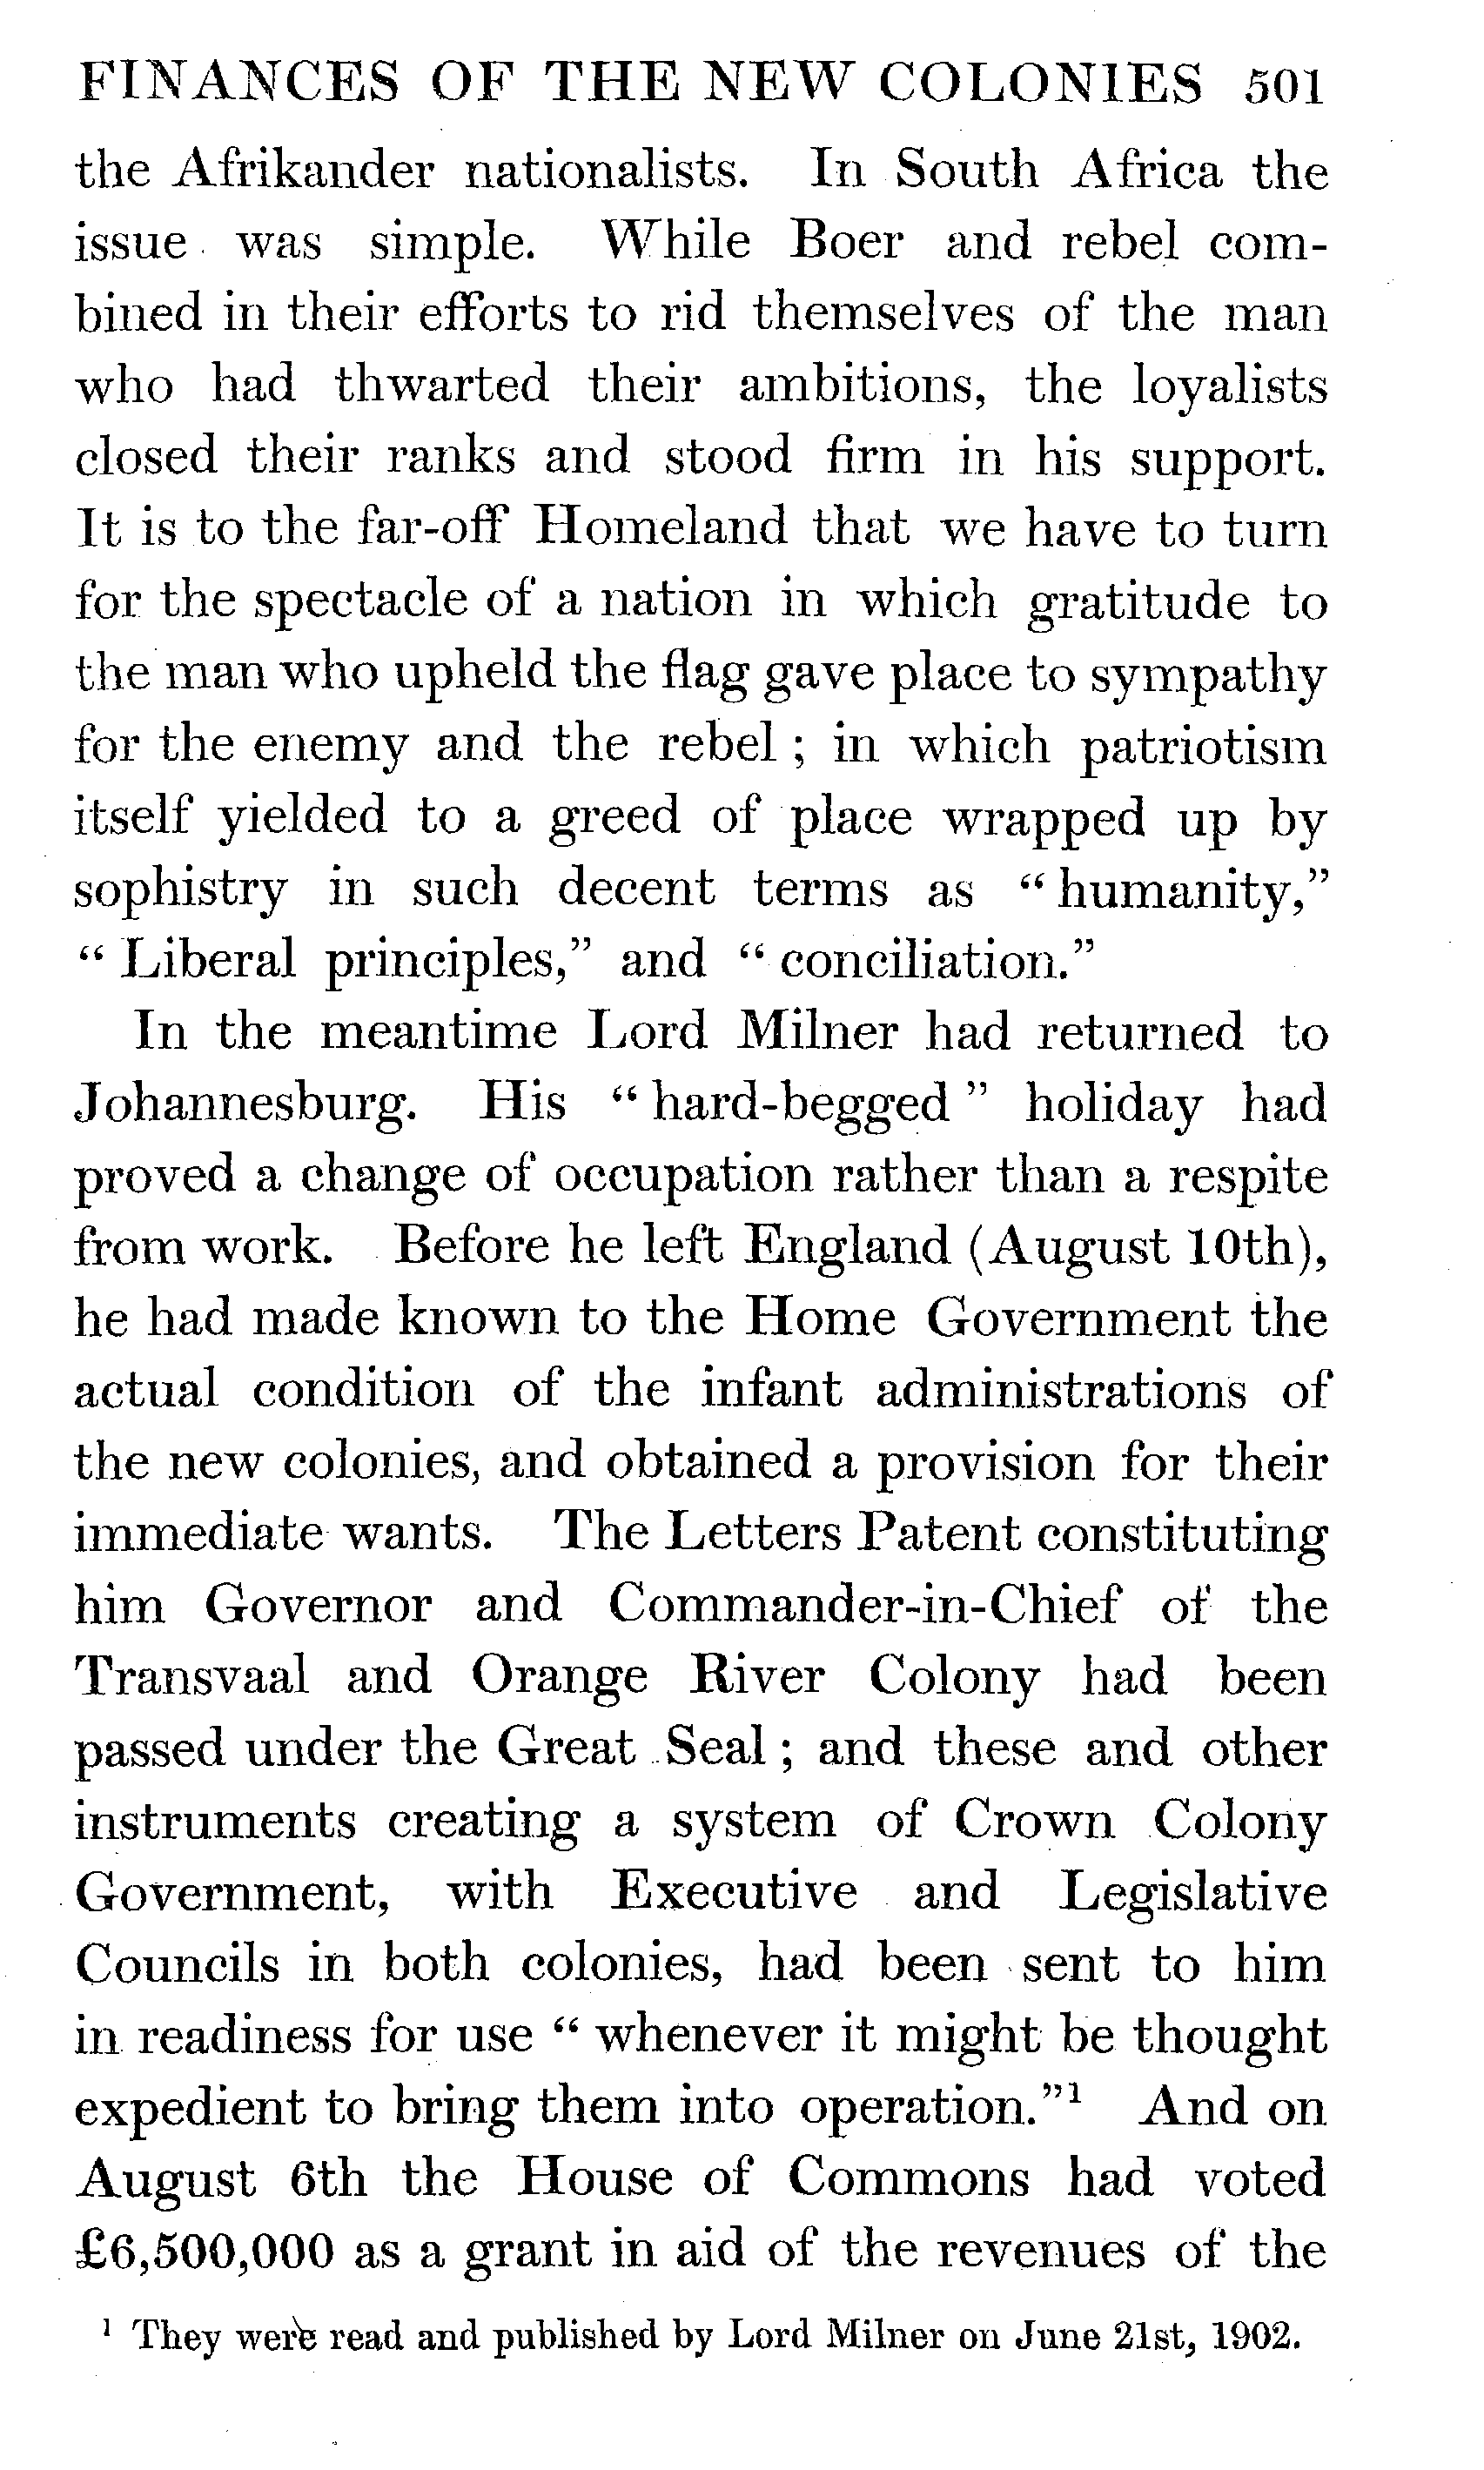 FINANCES OF THE NEW COLONIES 501
the Afrikander nationalists. In South Africa the
issue was simple. While Boer and rebel com-
bined in their efforts to rid themselves of the man
who had thwarted their ambitions, the loyalists
closed their ranks and stood firm in his support.
It is to the far-off Homeland that we have to turn
for the spectacle of a nation in which gratitude to
the man who upheld the flag gave place to sympathy
for the enemy and the rebel ; in which patriotism
itself yielded to a greed of place wrapped up by
sophistry in such decent terms as " humanity,"
" Liberal principles," and " conciliation."
In the meantime Lord Milner had returned to
Johannesburg. His " hard-begged " holiday had
proved a change of occupation rather than a respite
from work. Before he left England (August 10th),
he had made known to the Home Government the
actual condition of the infant administrations of
the new colonies, and obtained a provision for their
immediate wants. The Letters Patent constituting
him Governor and Commander-in-Chief of the
Transvaal and Orange River Colony had been
passed under the Great Seal ; and these and other
instruments creating a system of Crown Colony
Government, with Executive and Legislative
Councils in both colonies, had been sent to him
in readiness for use " whenever it might be thought
expedient to bring them into operation."¹ And on
August 6th the House of Commons had voted
£6,500,000 as a grant in aid of the revenues of the
¹ They were read and published by Lord Milner on June 21st, 1902.